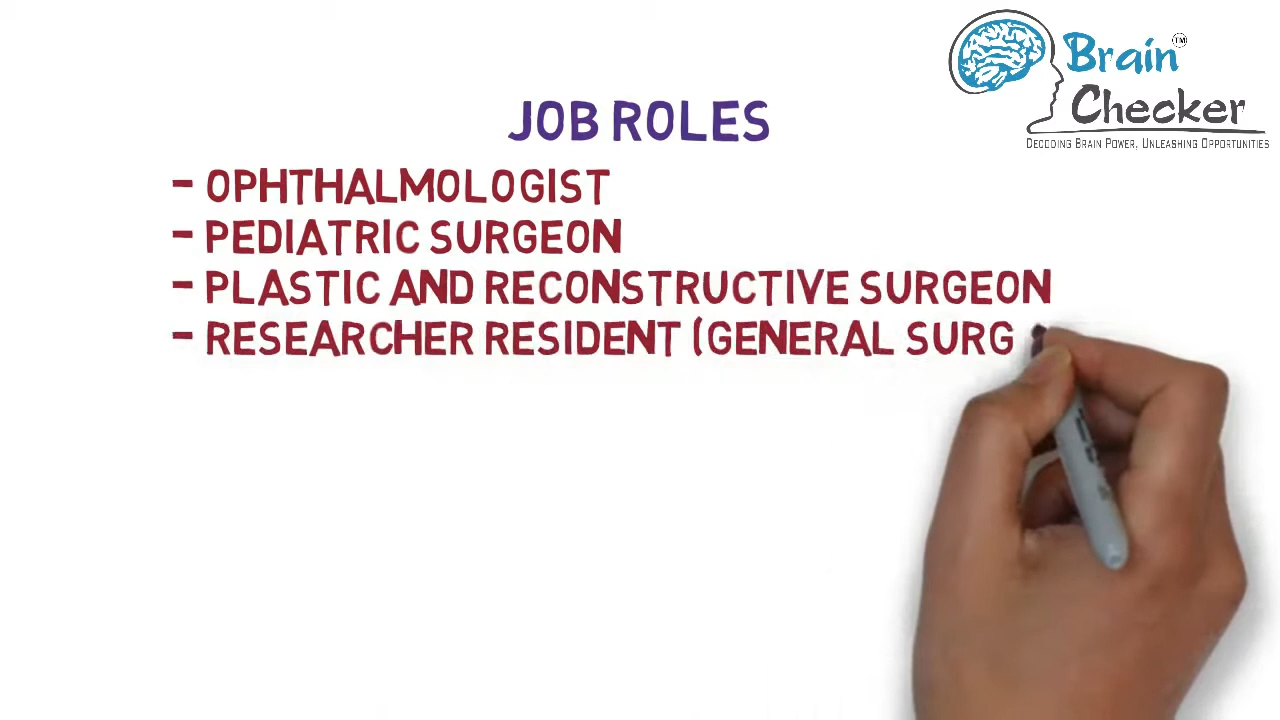 Brain TM
Checker
DECODING BRAIN POWER, UNLEASHING OPPORTUNITIES
JOB ROLES
- OPHTHALMOLOGIST
- PEDIATRIC SURGEON
- PLASTIC AND RECONSTRUCTIVE SURGEON
- RESEARCHER RESIDENT (GENERAL SURG